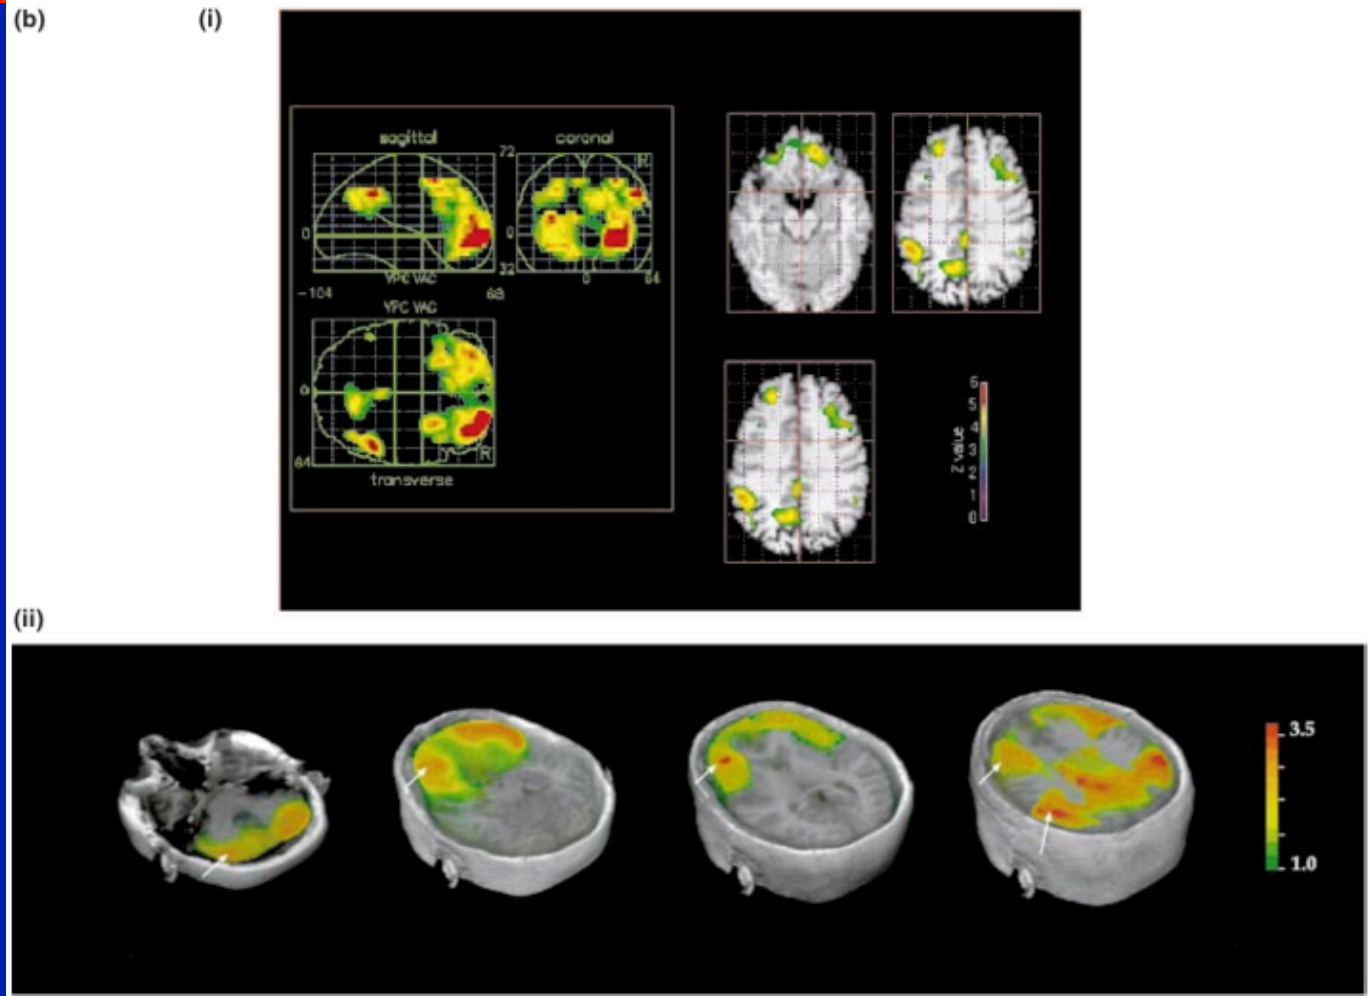 (b) (i)
sagittal coronal
72 R
0 0
32
VPC VAC 0 64
-104 68
VPC VAC
0
64 R
transverse
6
5
4
3
2
1
0
Z value
(ii)
3.5
1.0